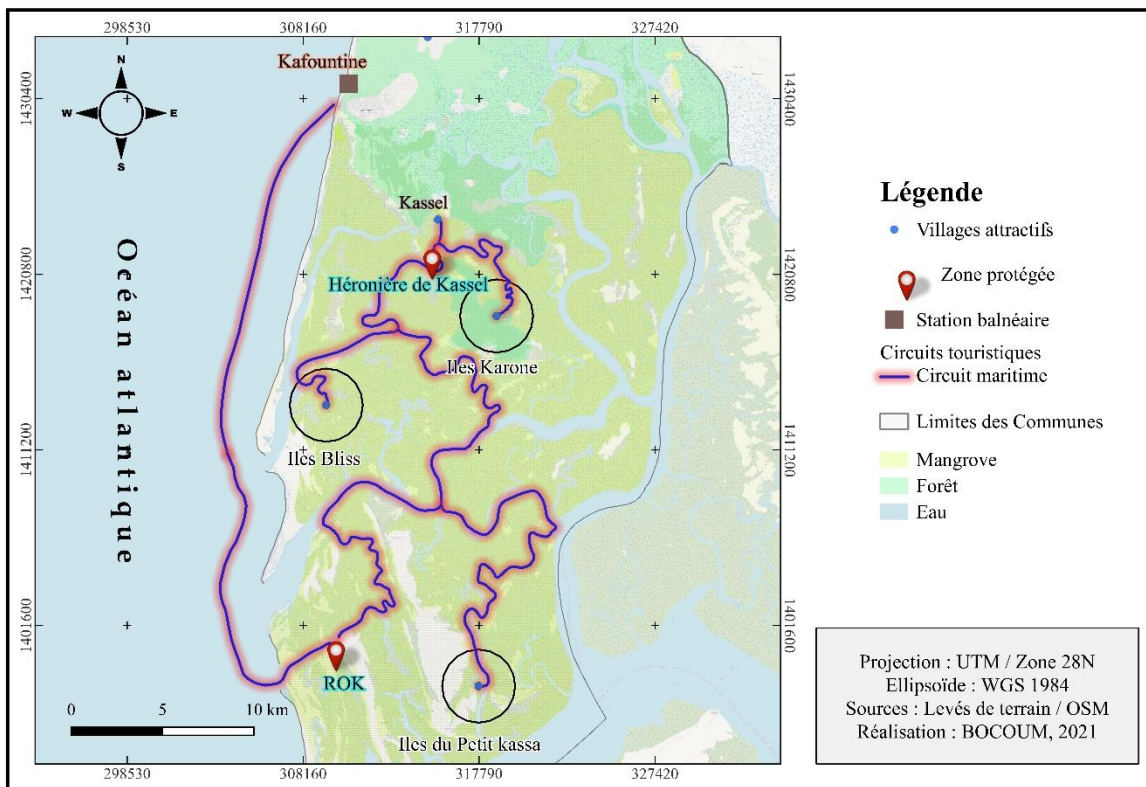 298530
308160
317790
327420
1430400
1420800
1411200
1401600
1430400
1420800
1411200
1401600
298530
308160
317790
327420
N
W
E
S
Océan atlantique
Kafountine
Kassel
Héronière de Kassel
Iles Karone
Iles Bliss
ROK
Iles du Petit kassa
0 5 10 km
Légende
Villages attractifs
Zone protégée
Station balnéaire
Circuits touristiques
Circuit maritime
Limites des Communes
Mangrove
Forêt
Eau
Projection : UTM / Zone 28N
Ellipsoïde : WGS 1984
Sources : Levés de terrain / OSM
Réalisation : BOCOUM, 2021